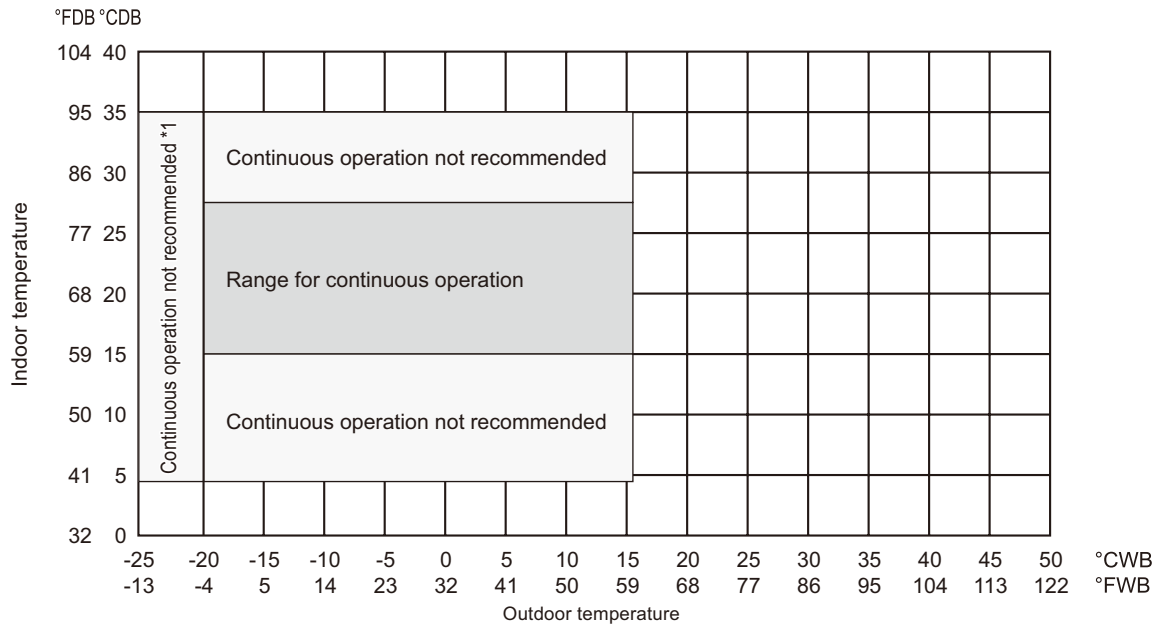 °FDB °CDB
104 40
95 35
86 30
77 25
68 20
59 15
50 10
41 5
32 0
Indoor temperature
Continuous operation not recommended *1
Continuous operation not recommended
Range for continuous operation
Continuous operation not recommended
-25 -20 -15 -10 -5 0 5 10 15 20 25 30 35 40 45 50 °CWB
-13 -4 5 14 23 32 41 50 59 68 77 86 95 104 113 122 °FWB
Outdoor temperature